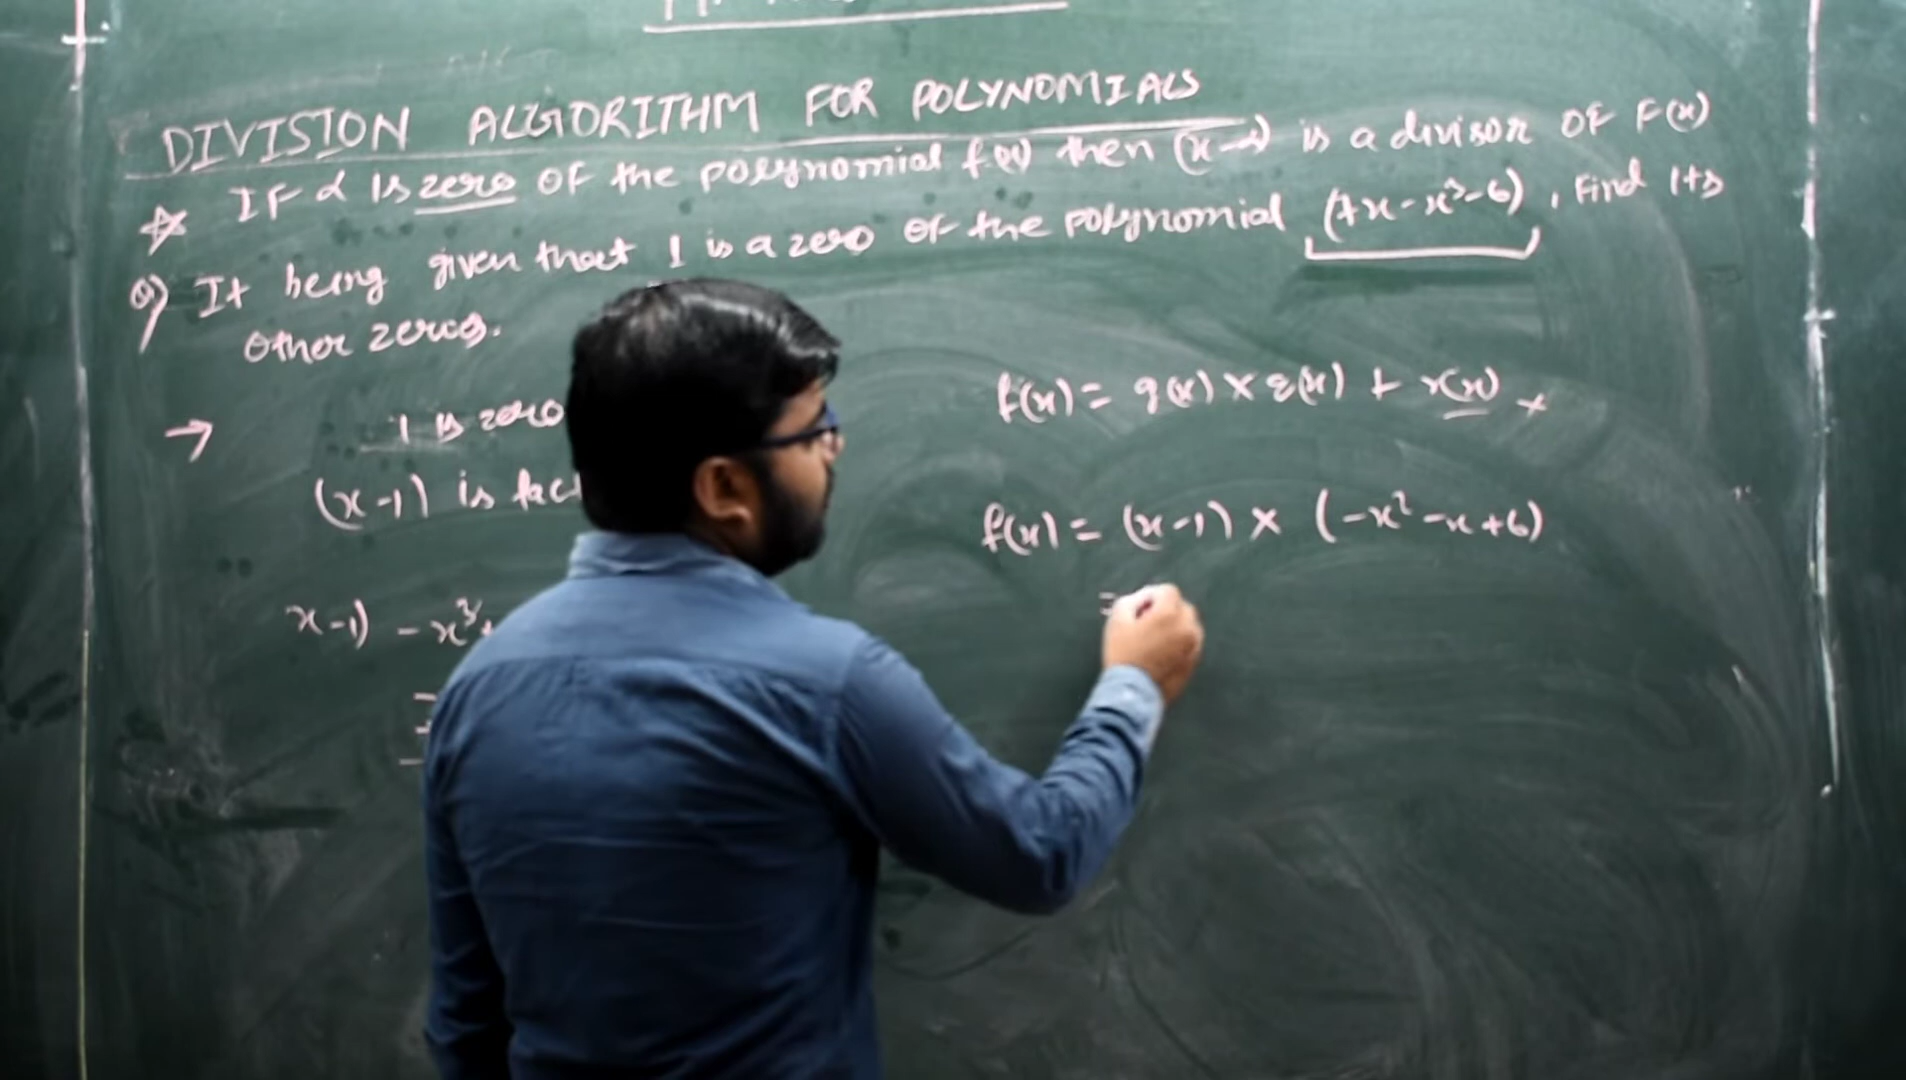 DIVISION ALGORITHM FOR POLYNOMIALS
☆ IF α is zero OF the polynomial f(x) then (x-α) is a divisor OF F(x)
Q) It being given that 1 is a zero OF the polynomial (7x-x³-6), Find its
other zeros.
→ 1 is zero
(x-1) is fact
x-1) -x³+
f(x) = g(x) × q(x) + r(x)
f(x) = (x-1) × (-x²-x+6)
=